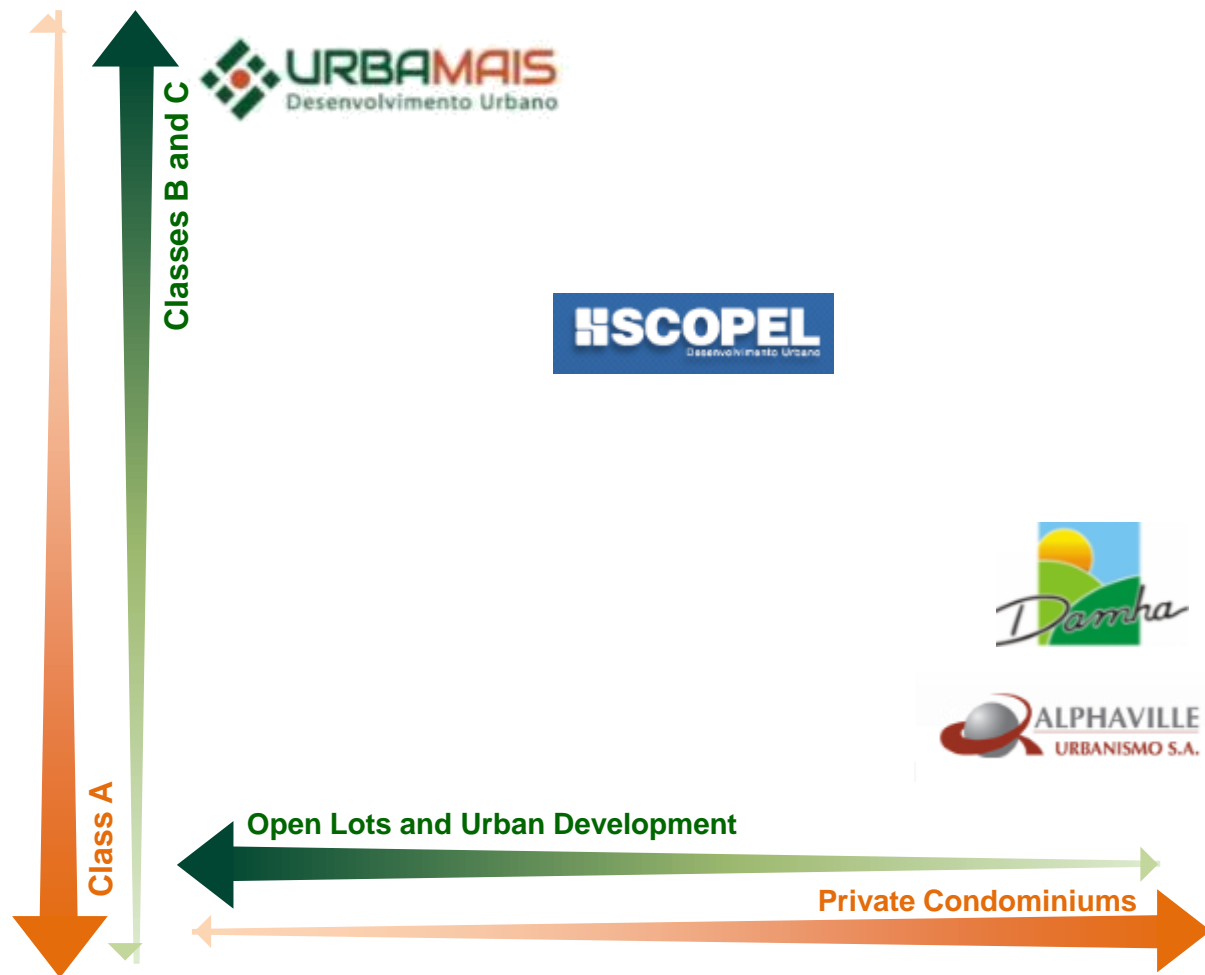 URBAMAIS
Desenvolvimento Urbano
Classes B and C
SCOPEL
Desenvolvimento Urbano
Damha
ALPHAVILLE
URBANISMO S.A.
Class A
Open Lots and Urban Development
Private Condominiums